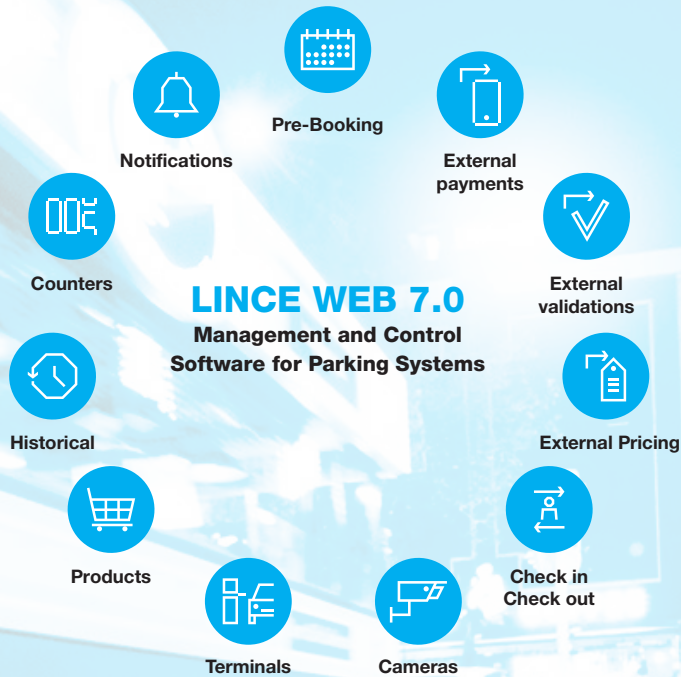 Pre-Booking
Notifications
External
payments
Counters
External
validations
LINCE WEB 7.0
Management and Control
Software for Parking Systems
Historical
External Pricing
Products
Check in
Check out
Terminals
Cameras